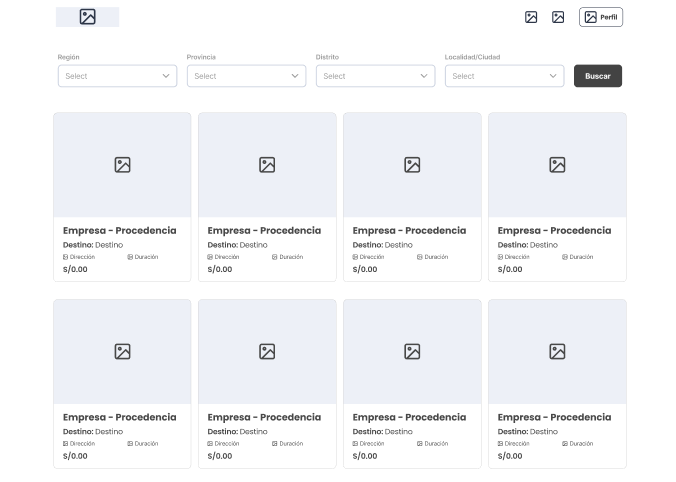 Perfil
Región Provincia Distrito Localidad/Ciudad
Select Select Select Select Buscar
Empresa - Procedencia Empresa - Procedencia Empresa - Procedencia Empresa - Procedencia
Destino: Destino Destino: Destino Destino: Destino Destino: Destino
Dirección Duración Dirección Duración Dirección Duración Dirección Duración
S/0.00 S/0.00 S/0.00 S/0.00
Empresa - Procedencia Empresa - Procedencia Empresa - Procedencia Empresa - Procedencia
Destino: Destino Destino: Destino Destino: Destino Destino: Destino
Dirección Duración Dirección Duración Dirección Duración Dirección Duración
S/0.00 S/0.00 S/0.00 S/0.00